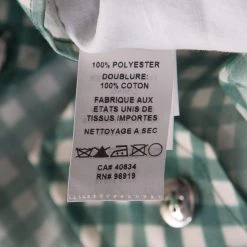 100% POLYESTER
DOUBLURE:
100% COTON
FABRIQUE AUX
ETATS UNIS DE
TISSUS IMPORTES
NETTOYAGE A SEC
CA# 40634
RN# 96919